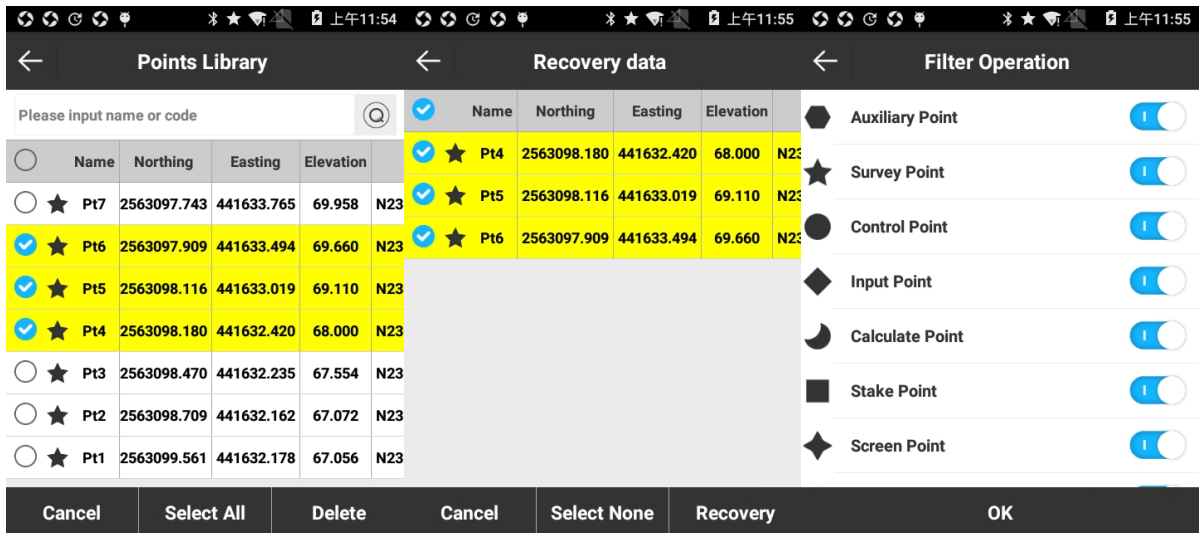 上午11:54
Points Library
Please input name or code
Name Northing Easting Elevation
Pt7 2563097.743 441633.765 69.958 N23
Pt6 2563097.909 441633.494 69.660 N23
Pt5 2563098.116 441633.019 69.110 N23
Pt4 2563098.180 441632.420 68.000 N23
Pt3 2563098.470 441632.235 67.554 N23
Pt2 2563098.709 441632.162 67.072 N23
Pt1 2563099.561 441632.178 67.056 N23
Cancel Select All Delete
上午11:55
Recovery data
Name Northing Easting Elevation
Pt4 2563098.180 441632.420 68.000 N23
Pt5 2563098.116 441633.019 69.110 N23
Pt6 2563097.909 441633.494 69.660 N23
Cancel Select None Recovery
上午11:55
Filter Operation
Auxiliary Point
Survey Point
Control Point
Input Point
Calculate Point
Stake Point
Screen Point
OK